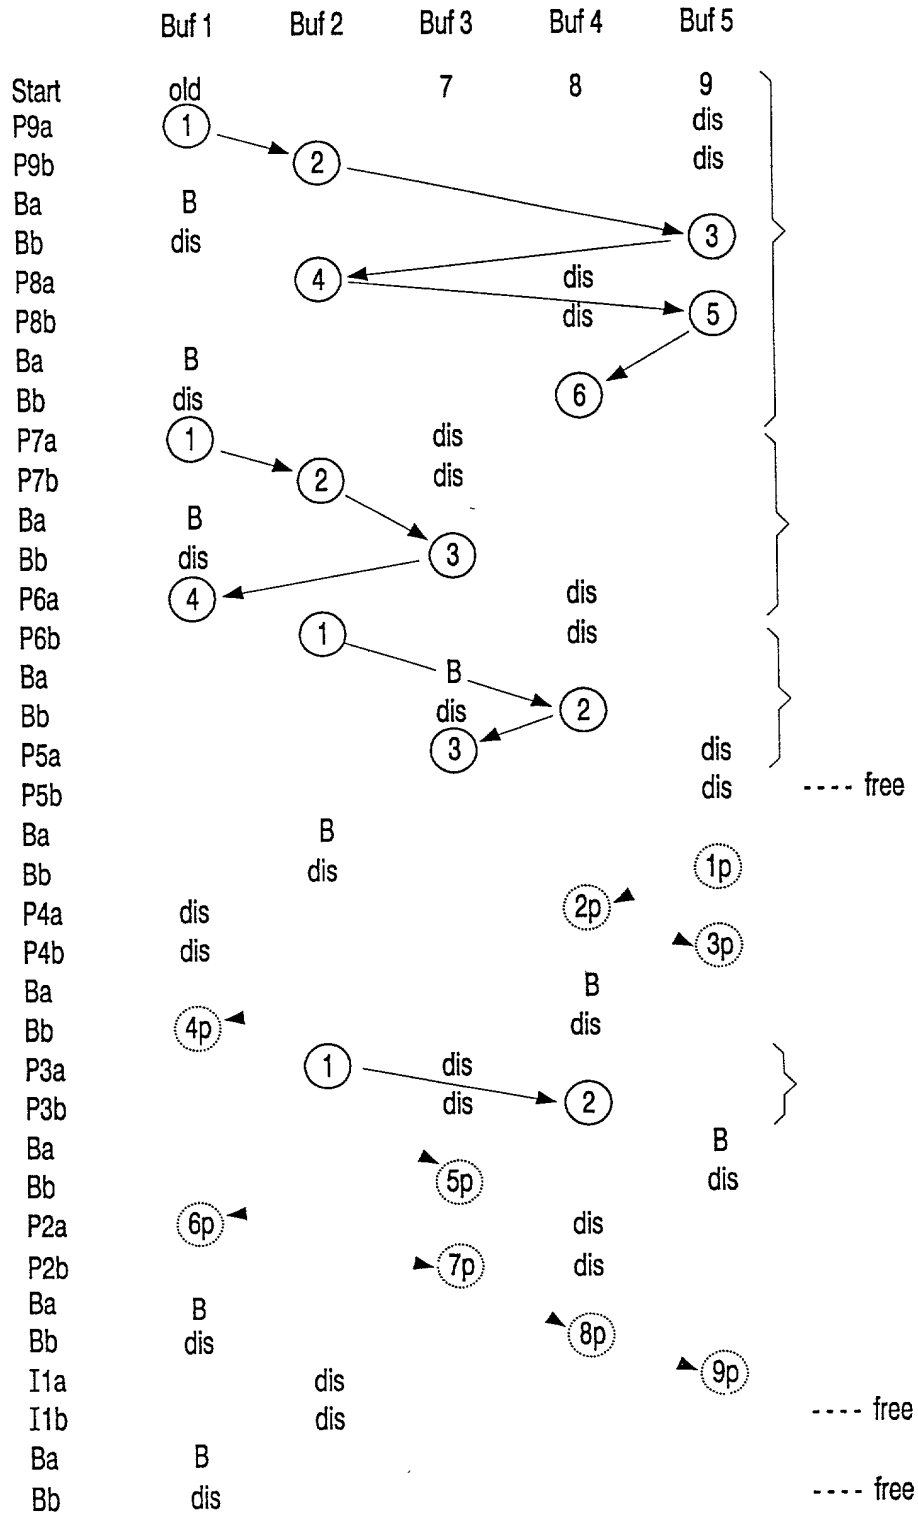 Buf 1 Buf 2 Buf 3 Buf 4 Buf 5
Start old 7 8 9
P9a 1 dis
P9b 2 dis
Ba B
Bb dis 3
P8a 4 dis
P8b dis 5
Ba B
Bb dis 6
P7a 1 dis
P7b 2 dis
Ba B
Bb dis 3
P6a 4 dis
P6b 1 dis
Ba B
Bb dis 2
P5a 3 dis
P5b dis ---- free
Ba B
Bb dis 1p
P4a dis 2p
P4b dis 3p
Ba B
Bb 4p dis
P3a 1 dis
P3b dis 2
Ba B
Bb 5p dis
P2a 6p dis
P2b 7p dis
Ba B
Bb dis 8p
I1a dis 9p
I1b dis ---- free
Ba B
Bb dis ---- free